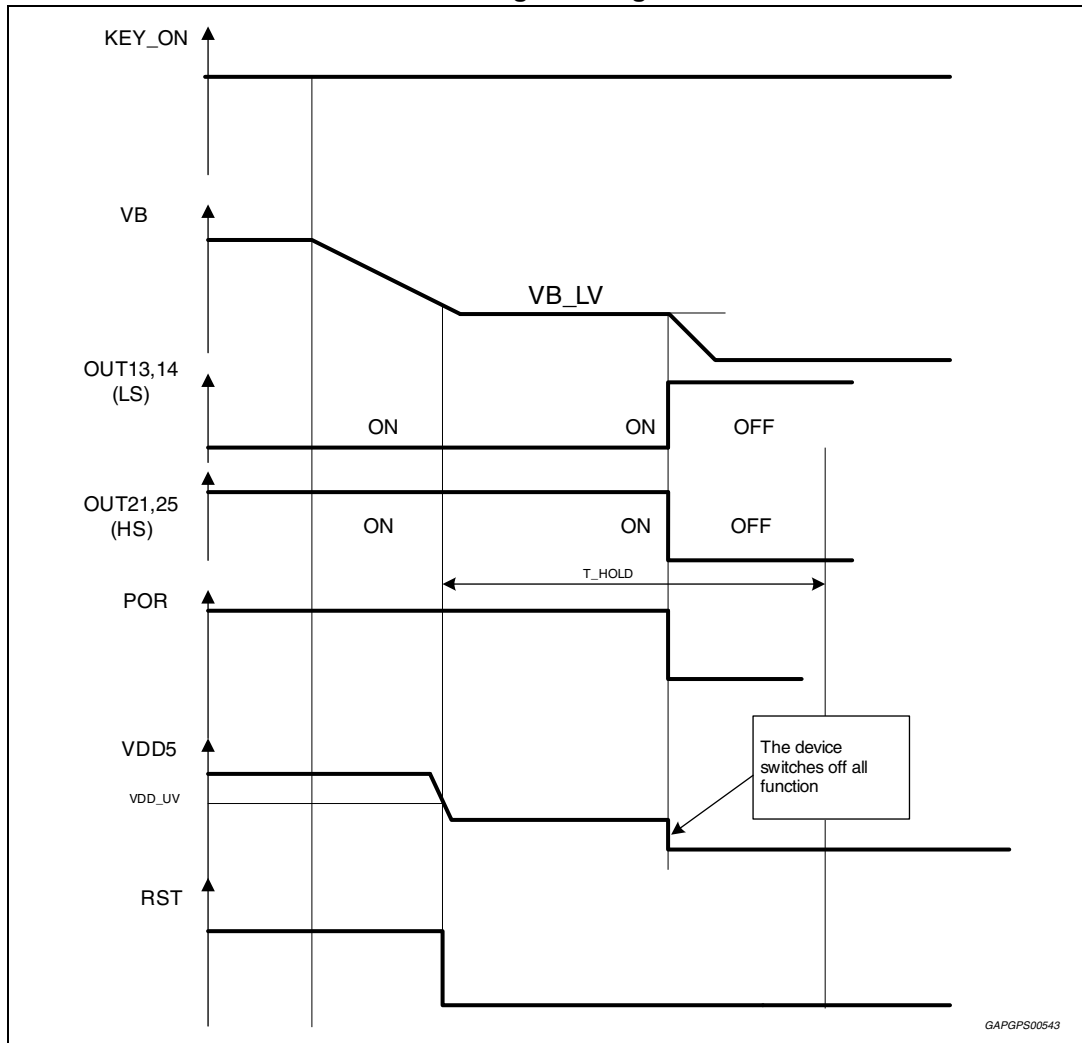 KEY_ON
VB
VB_LV
OUT13,14
(LS)
ON
ON
OFF
OUT21,25
(HS)
ON
ON
OFF
T_HOLD
POR
VDD5
VDD_UV
The device
switches off all
function
RST
GAPGPS00543